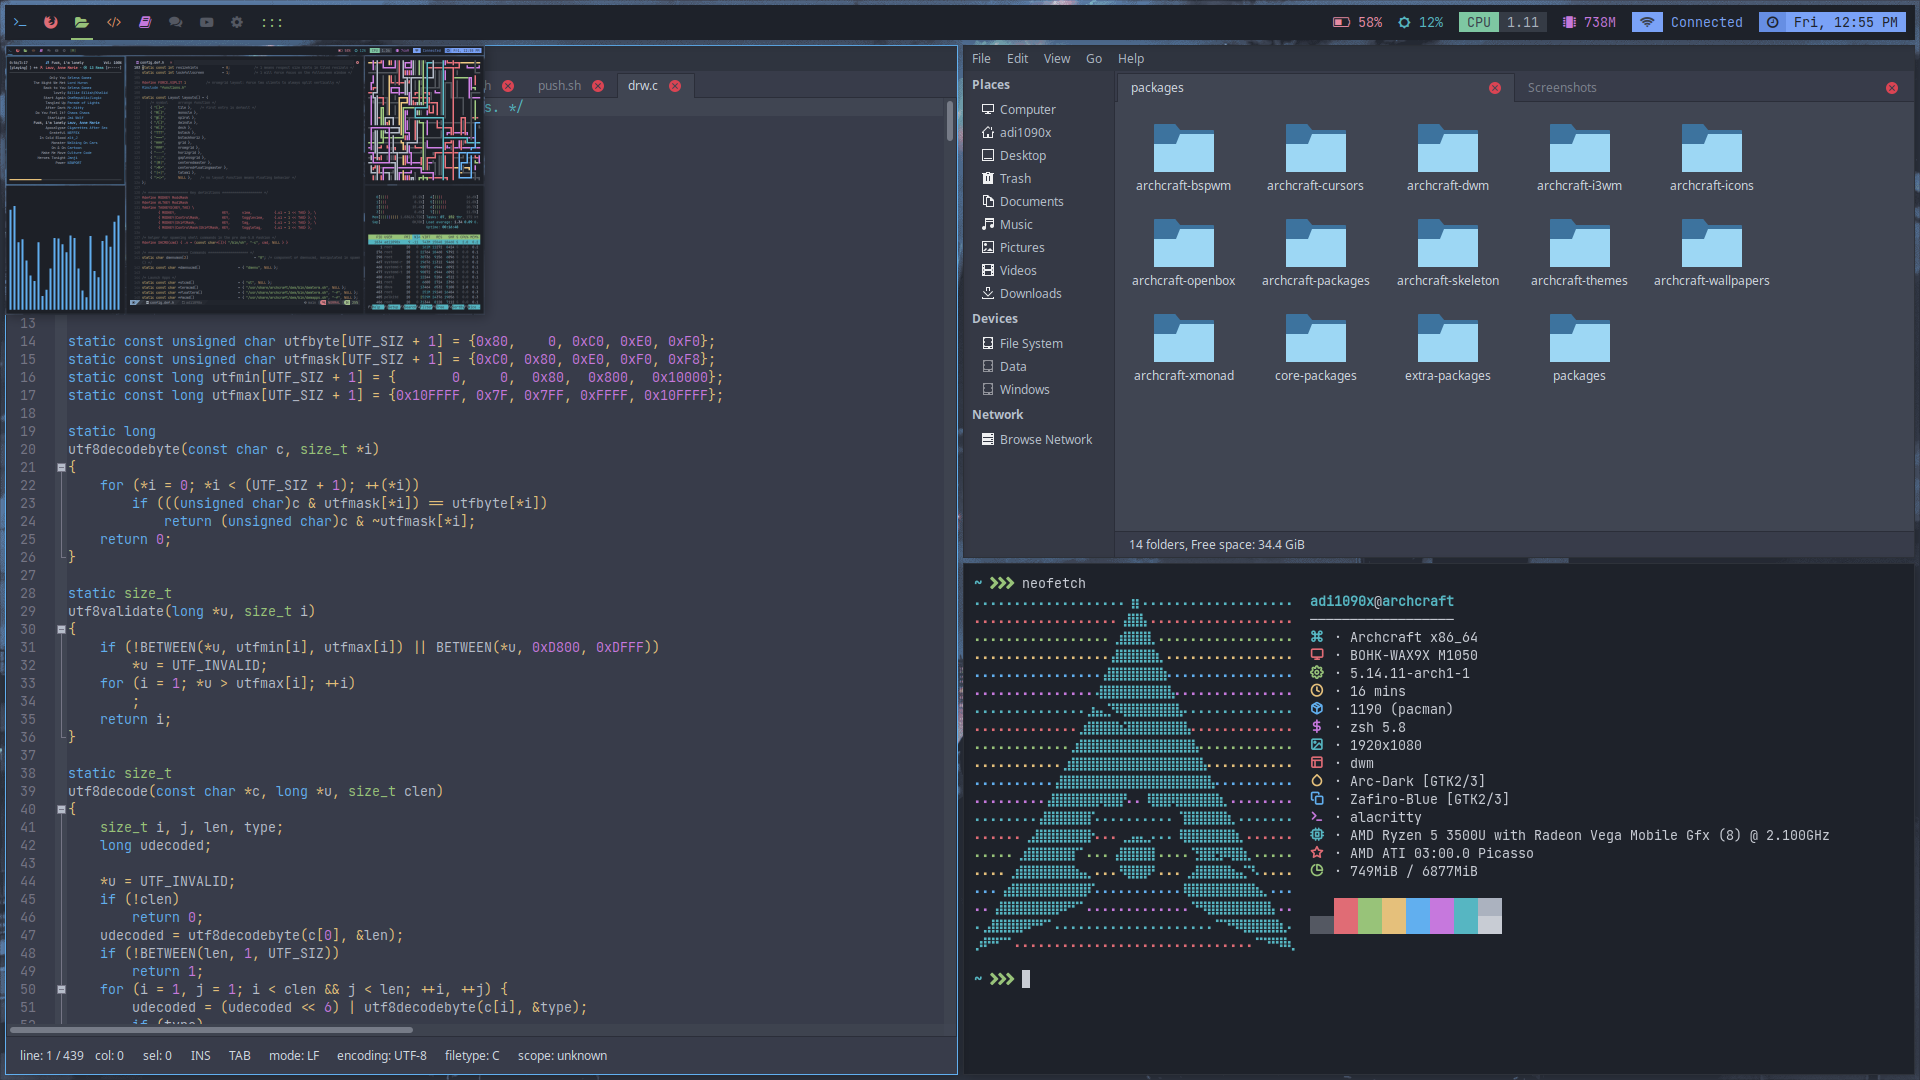 58%
12%
CPU 1.11
738M
Connected
Fri, 12:55 PM
h
push.sh
drw.c
s. */
13
14 static const unsigned char utfbyte[UTF_SIZ + 1] = {0x80,    0, 0xC0, 0xE0, 0xF0};
15 static const unsigned char utfmask[UTF_SIZ + 1] = {0xC0, 0x80, 0xE0, 0xF0, 0xF8};
16 static const long utfmin[UTF_SIZ + 1] = {       0,    0,  0x80,  0x800,  0x10000};
17 static const long utfmax[UTF_SIZ + 1] = {0x10FFFF, 0x7F, 0x7FF, 0xFFFF, 0x10FFFF};
18
19 static long
20 utf8decodebyte(const char c, size_t *i)
21 {
22     for (*i = 0; *i < (UTF_SIZ + 1); ++(*i))
23         if (((unsigned char)c & utfmask[*i]) == utfbyte[*i])
24             return (unsigned char)c & ~utfmask[*i];
25     return 0;
26 }
27
28 static size_t
29 utf8validate(long *u, size_t i)
30 {
31     if (!BETWEEN(*u, utfmin[i], utfmax[i]) || BETWEEN(*u, 0xD800, 0xDFFF))
32         *u = UTF_INVALID;
33     for (i = 1; *u > utfmax[i]; ++i)
34         ;
35     return i;
36 }
37
38 static size_t
39 utf8decode(const char *c, long *u, size_t clen)
40 {
41     size_t i, j, len, type;
42     long udecoded;
43
44     *u = UTF_INVALID;
45     if (!clen)
46         return 0;
47     udecoded = utf8decodebyte(c[0], &len);
48     if (!BETWEEN(len, 1, UTF_SIZ))
49         return 1;
50     for (i = 1, j = 1; i < clen && j < len; ++i, ++j) {
51         udecoded = (udecoded << 6) | utf8decodebyte(c[i], &type);
line: 1 / 439 col: 0 sel: 0 INS TAB mode: LF encoding: UTF-8 filetype: C scope: unknown
File Edit View Go Help
Places
Computer
adi1090x
Desktop
Trash
Documents
Music
Pictures
Videos
Downloads
Devices
File System
Data
Windows
Network
Browse Network
packages
Screenshots
archcraft-bspwm archcraft-cursors archcraft-dwm archcraft-i3wm archcraft-icons
archcraft-openbox archcraft-packages archcraft-skeleton archcraft-themes archcraft-wallpapers
archcraft-xmonad core-packages extra-packages packages
14 folders, Free space: 34.4 GiB
~ >>> neofetch
adi1090x@archcraft
· Archcraft x86_64
· BOHK-WAX9X M1050
· 5.14.11-arch1-1
· 16 mins
· 1190 (pacman)
· zsh 5.8
· 1920x1080
· dwm
· Arc-Dark [GTK2/3]
· Zafiro-Blue [GTK2/3]
· alacritty
· AMD Ryzen 5 3500U with Radeon Vega Mobile Gfx (8) @ 2.100GHz
· AMD ATI 03:00.0 Picasso
· 749MiB / 6877MiB
~ >>>